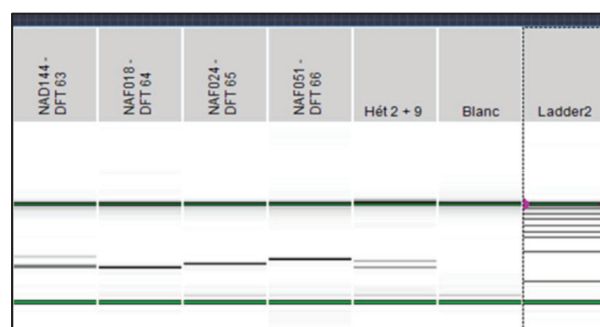 NAD144 -
DFT 63
NAF018 -
DFT 64
NAF024 -
DFT 65
NAF051 -
DFT 66
Hét 2 + 9
Blanc
Ladder2